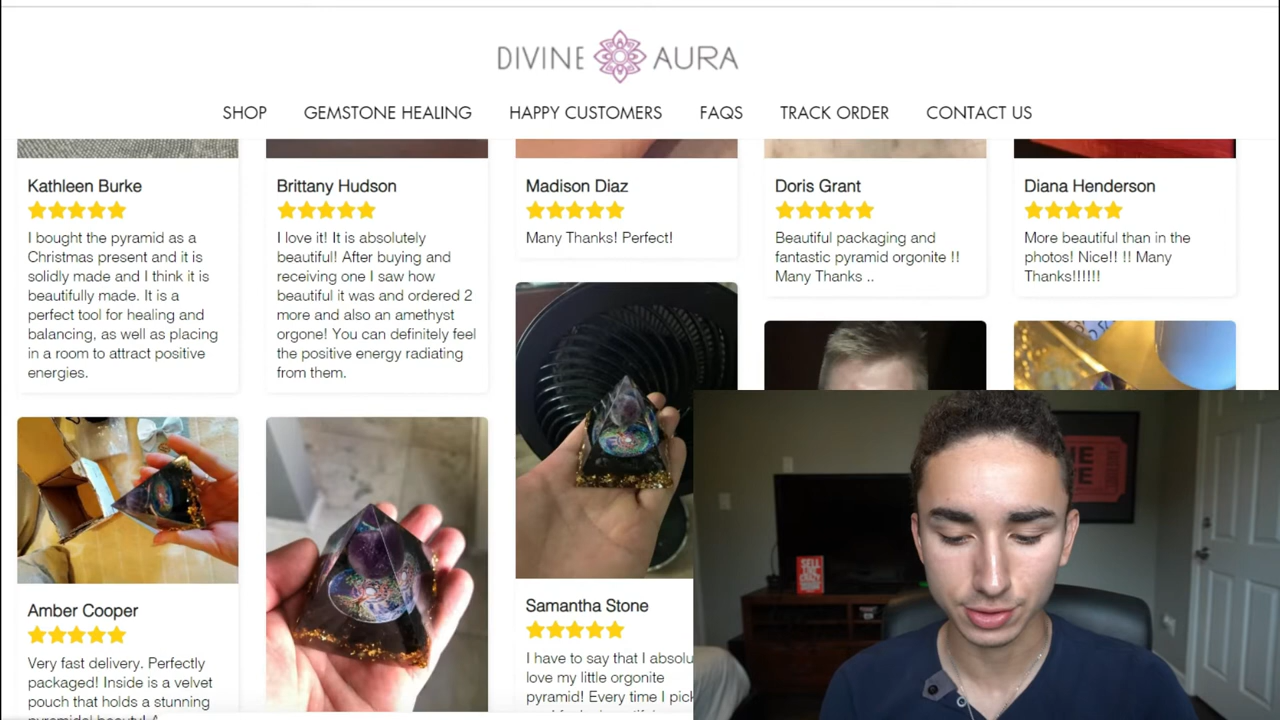 DIVINE AURA
SHOP GEMSTONE HEALING HAPPY CUSTOMERS FAQS TRACK ORDER CONTACT US
Kathleen Burke
I bought the pyramid as a
Christmas present and it is
solidly made and I think it is
beautifully made. It is a
perfect tool for healing and
balancing, as well as placing
in a room to attract positive
energies.
Brittany Hudson
I love it! It is absolutely
beautiful! After buying and
receiving one I saw how
beautiful it was and ordered 2
more and also an amethyst
orgone! You can definitely feel
the positive energy radiating
from them.
Madison Diaz
Many Thanks! Perfect!
Doris Grant
Beautiful packaging and
fantastic pyramid orgonite !!
Many Thanks ..
Diana Henderson
More beautiful than in the
photos! Nice!! !! Many
Thanks!!!!!!
Amber Cooper
Very fast delivery. Perfectly
packaged! Inside is a velvet
pouch that holds a stunning
Samantha Stone
I have to say that I absolu
love my little orgonite
pyramid! Every time I pick
SELL
THE
CRAZY